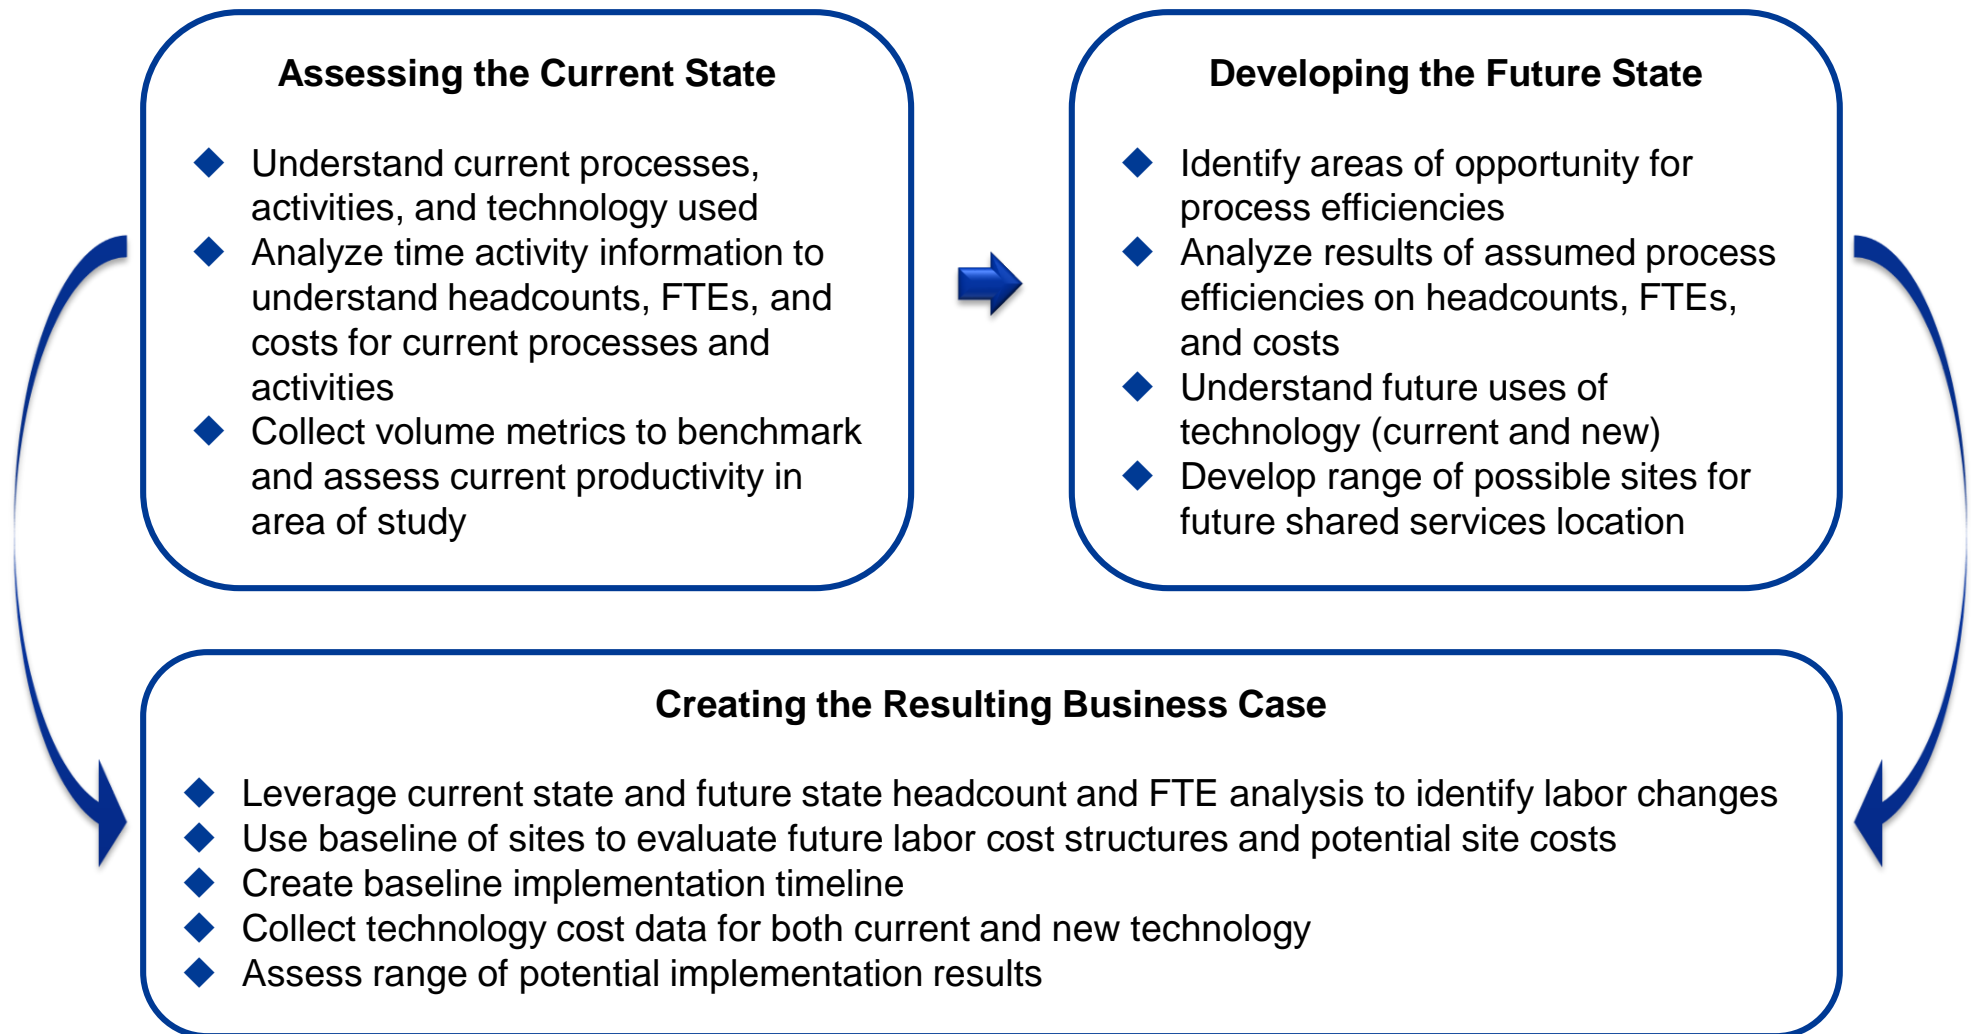 Assessing the Current State
Understand current processes,
activities, and technology used
Analyze time activity information to
understand headcounts, FTEs, and
costs for current processes and
activities
Collect volume metrics to benchmark
and assess current productivity in
area of study
Developing the Future State
Identify areas of opportunity for
process efficiencies
Analyze results of assumed process
efficiencies on headcounts, FTEs,
and costs
Understand future uses of
technology (current and new)
Develop range of possible sites for
future shared services location
Creating the Resulting Business Case
Leverage current state and future state headcount and FTE analysis to identify labor changes
Use baseline of sites to evaluate future labor cost structures and potential site costs
Create baseline implementation timeline
Collect technology cost data for both current and new technology
Assess range of potential implementation results